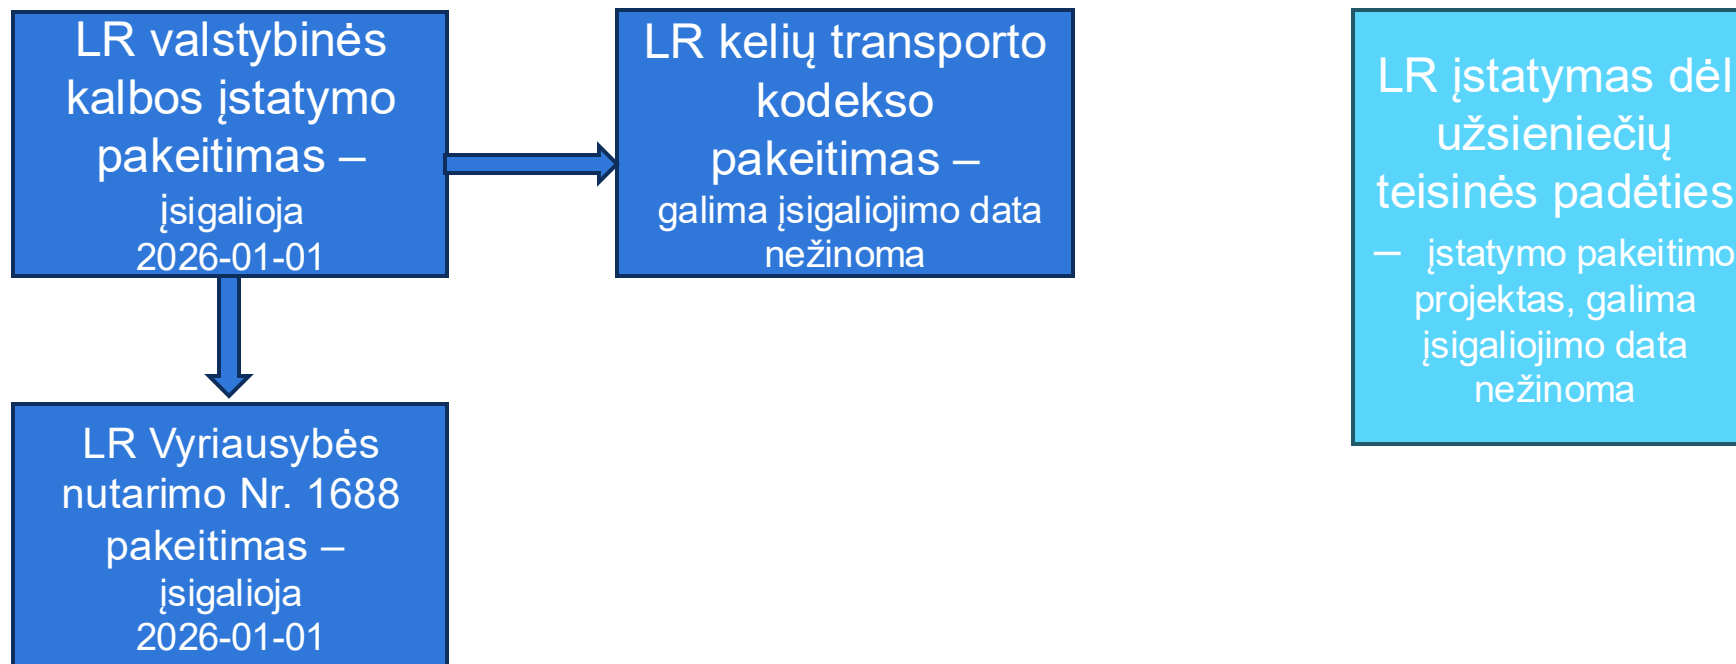 LR valstybinės
kalbos įstatymo
pakeitimas –
įsigalioja
2026-01-01
LR kelių transporto
kodekso
pakeitimas –
galima įsigaliojimo data
nežinoma
LR įstatymas dėl
užsieniečių
teisinės padėties
– įstatymo pakeitimo
projektas, galima
įsigaliojimo data
nežinoma
LR Vyriausybės
nutarimo Nr. 1688
pakeitimas –
įsigalioja
2026-01-01